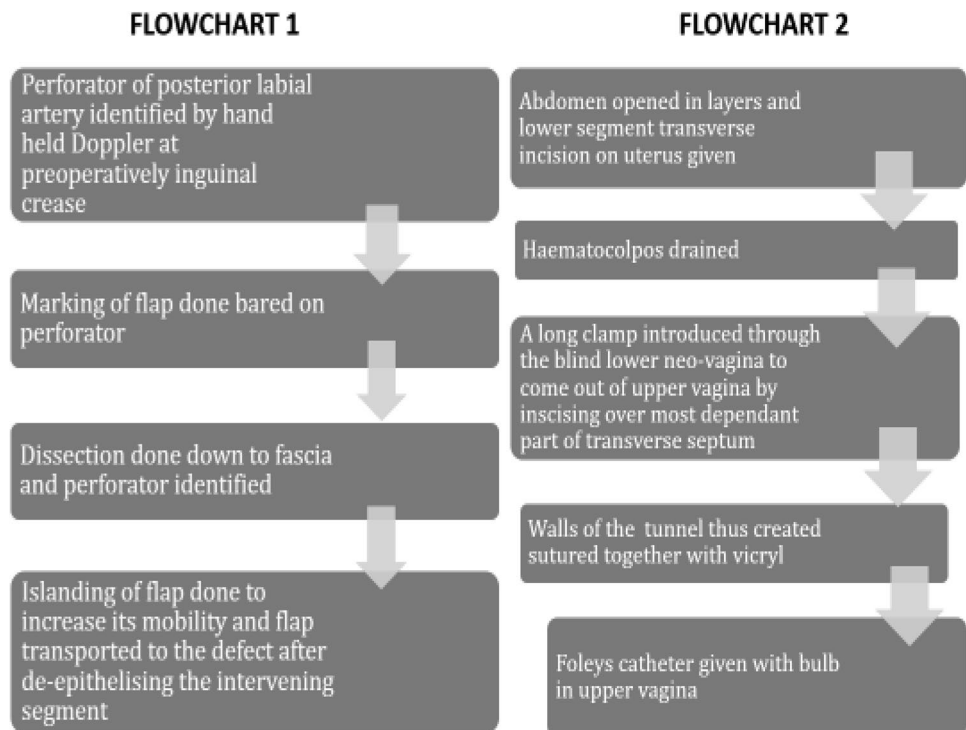 FLOWCHART 1
Perforator of posterior labial
artery identified by hand
held Doppler at
preoperatively inguinal
crease
Marking of flap done bared on
perforator
Dissection done down to fascia
and perforator identified
Islanding of flap done to
increase its mobility and flap
transported to the defect after
de-epithelising the intervening
segment
FLOWCHART 2
Abdomen opened in layers and
lower segment transverse
incision on uterus given
Haematocolpos drained
A long clamp introduced through
the blind lower neo-vagina to
come out of upper vagina by
inscising over most dependant
part of transverse septum
Walls of the tunnel thus created
sutured together with vicryl
Foleys catheter given with bulb
in upper vagina